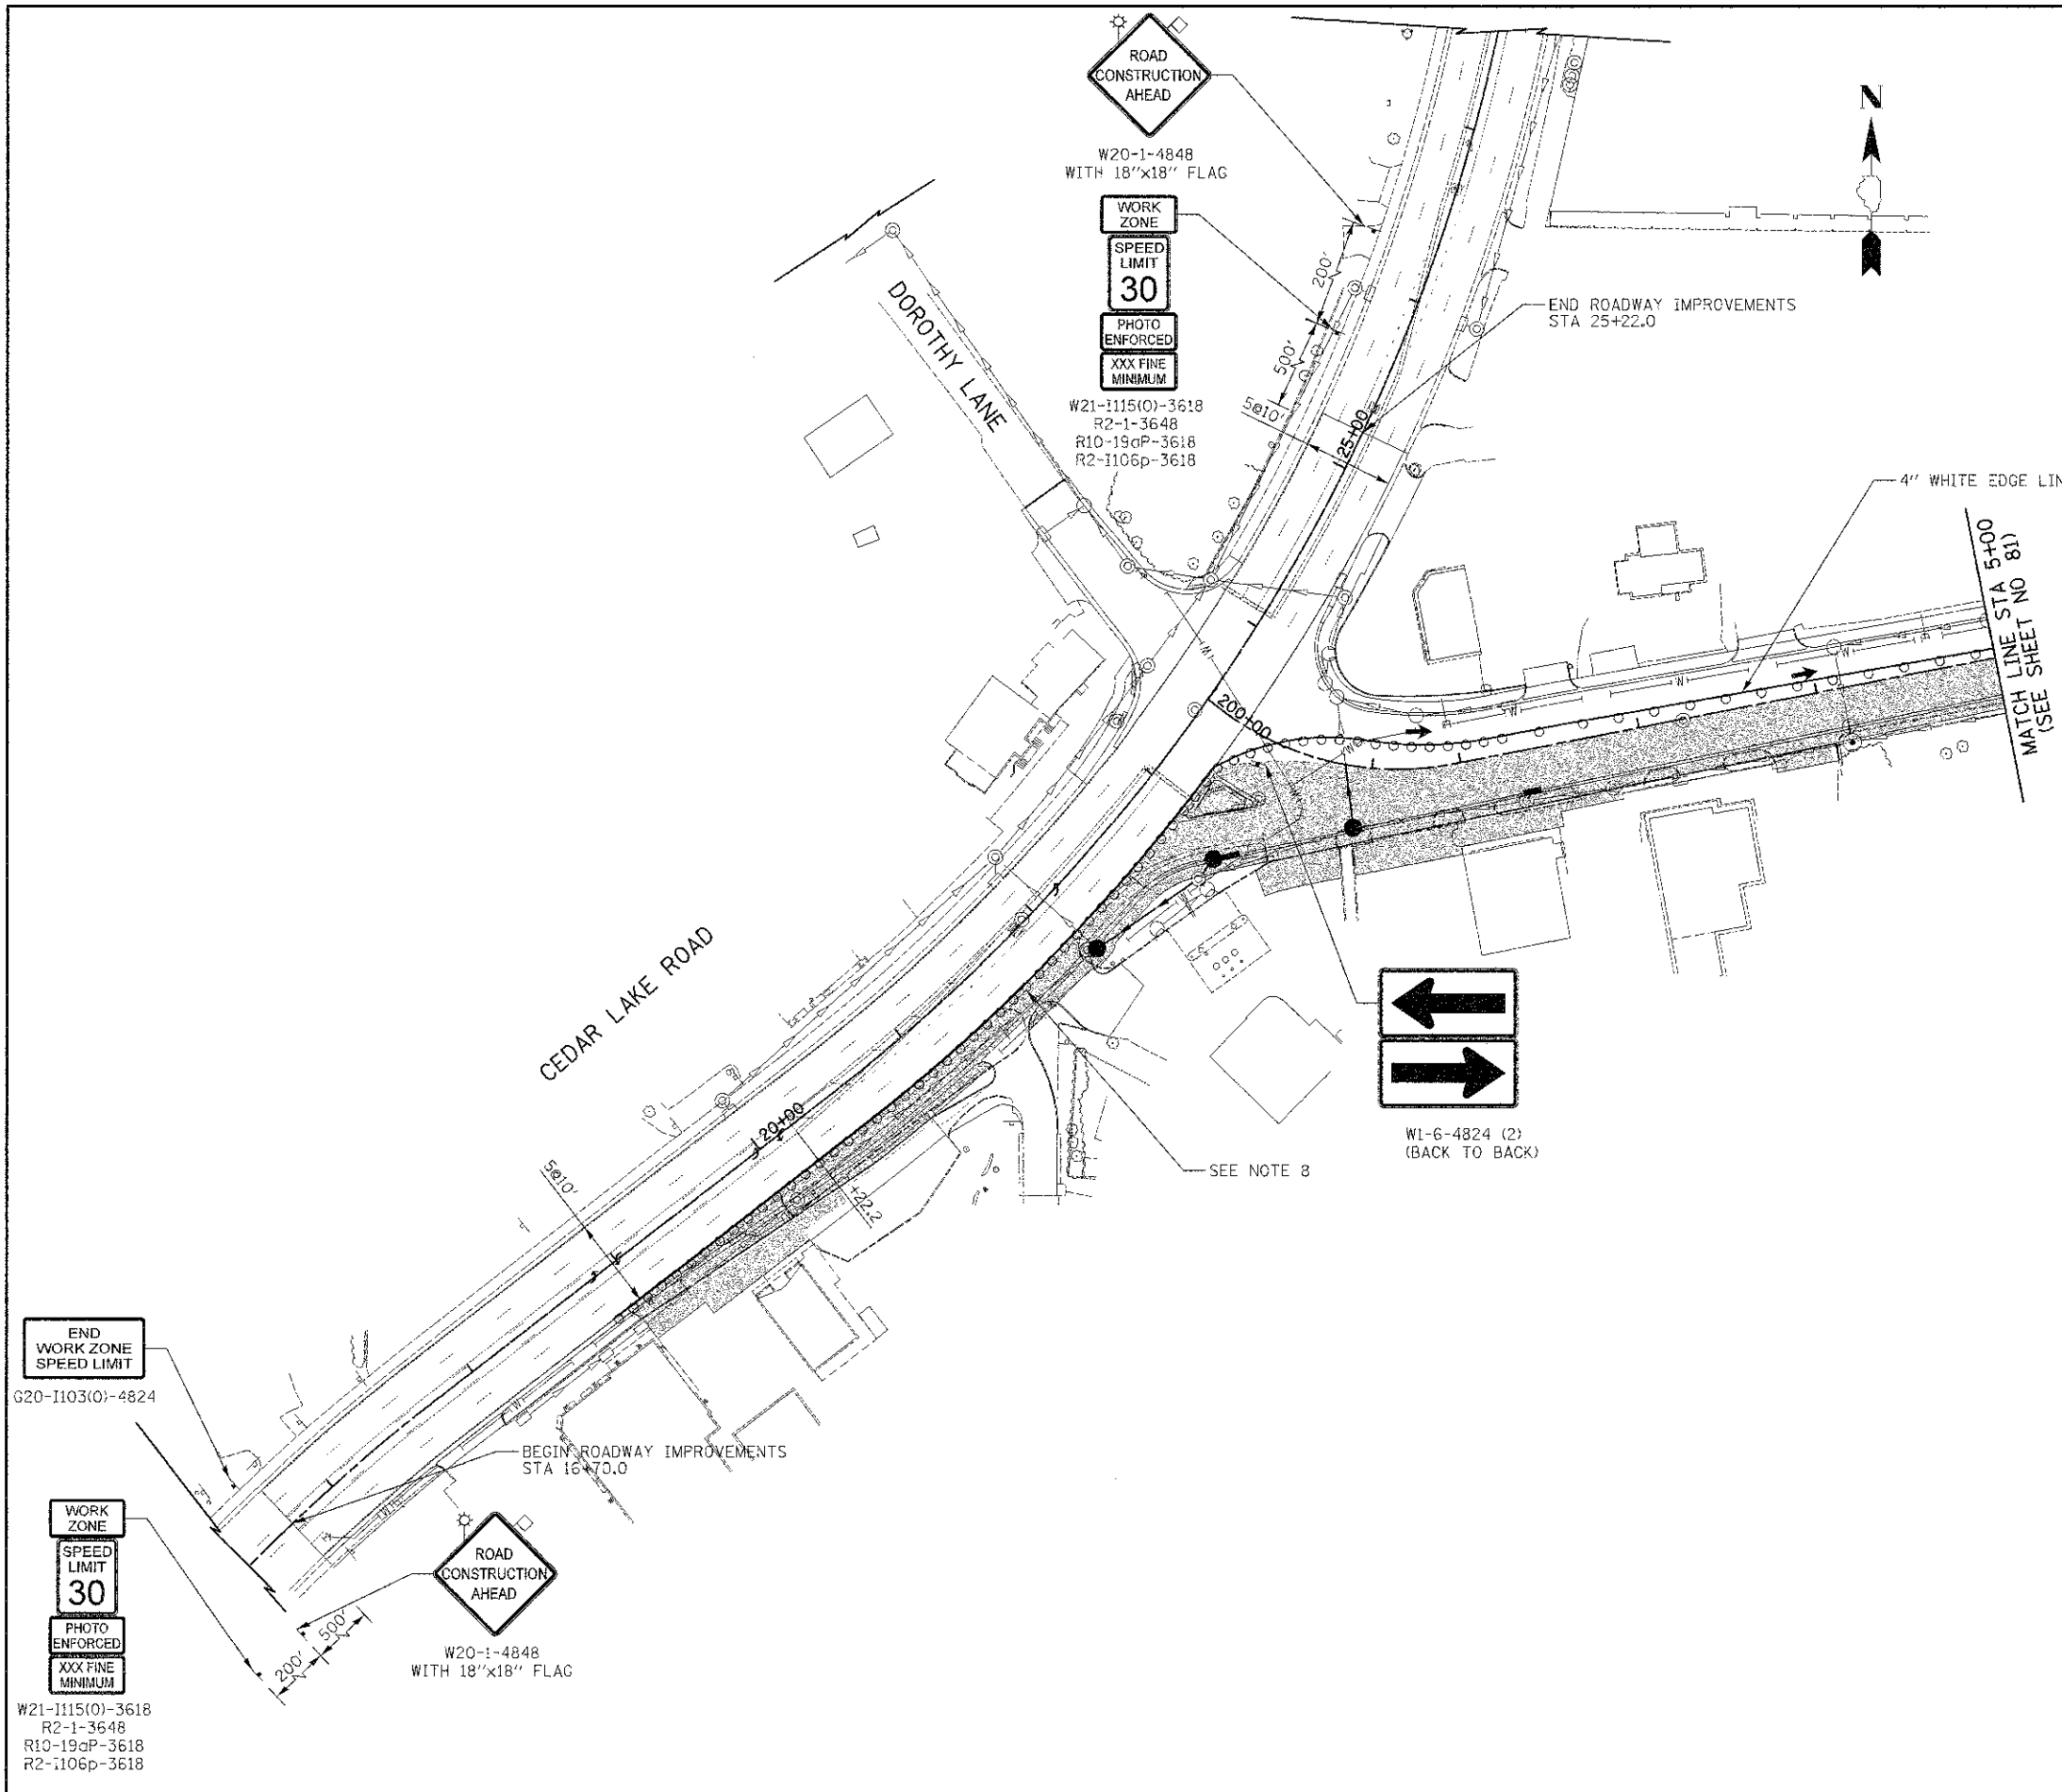 ROAD
CONSTRUCTION
AHEAD
W20-1-4848
WITH 18"x18" FLAG
WORK
ZONE
SPEED
LIMIT
30
PHOTO
ENFORCED
XXX FINE
MINIMUM
W21-I115(O)-3618
R2-1-3648
R10-19aP-3618
R2-I106p-3618
N
200'
500'
5@10'
25+00
END ROADWAY IMPROVEMENTS
STA 25+22.0
DOROTHY LANE
4" WHITE EDGE LIN
MATCH LINE STA 5+00
(SEE SHEET NO 81)
200+00
CEDAR LAKE ROAD
W1-6-4824 (2)
(BACK TO BACK)
SEE NOTE 8
20+00
5@10'
+22.2
END
WORK ZONE
SPEED LIMIT
G20-I103(O)-4824
BEGIN ROADWAY IMPROVEMENTS
STA 16+70.0
WORK
ZONE
SPEED
LIMIT
30
PHOTO
ENFORCED
XXX FINE
MINIMUM
W21-I115(O)-3618
R2-1-3648
R10-19aP-3618
R2-I106p-3618
200'
500'
ROAD
CONSTRUCTION
AHEAD
W20-1-4848
WITH 18"x18" FLAG